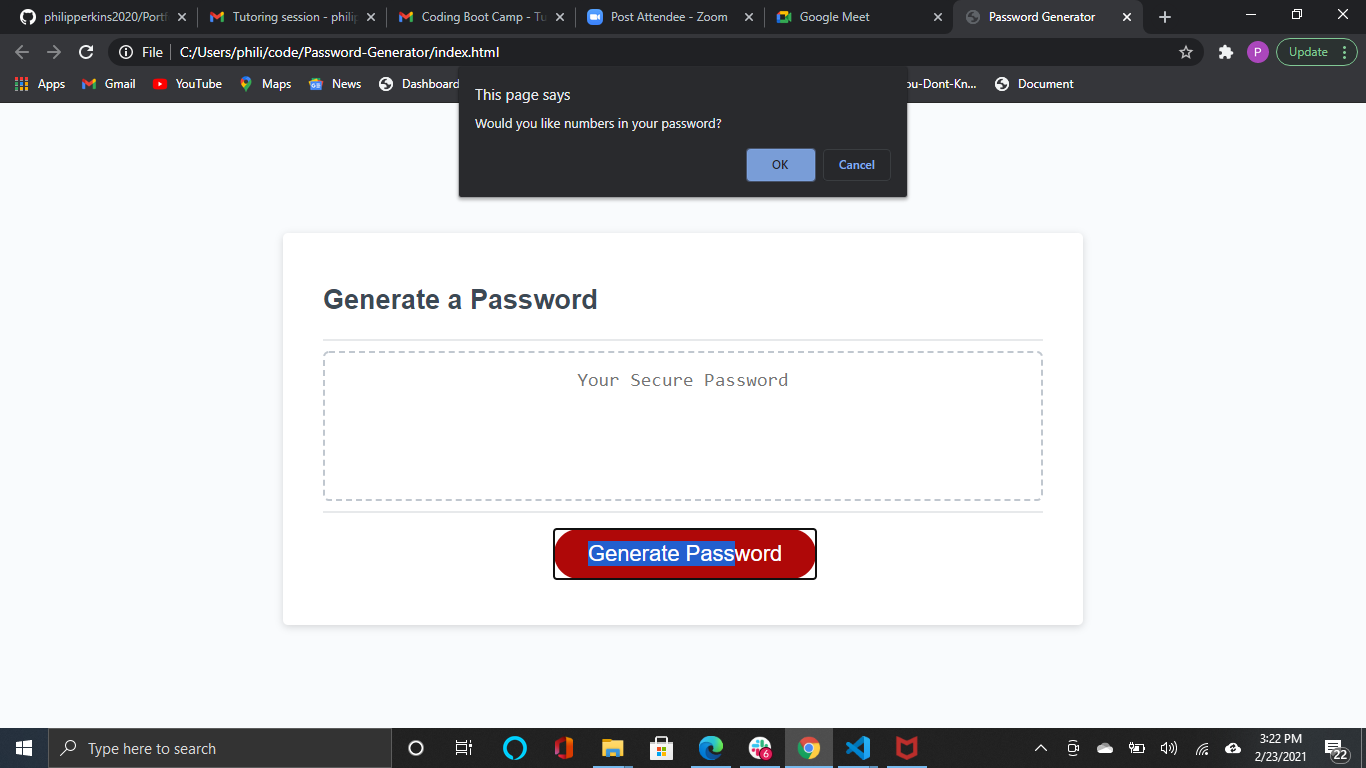 philipperkins2020/Portf
Tutoring session - philip
Coding Boot Camp - Tu
Post Attendee - Zoom
Google Meet
Password Generator
File
C:/Users/phili/code/Password-Generator/index.html
P
Update
Apps
Gmail
YouTube
Maps
News
Dashboard
ou-Dont-Kn...
Document
This page says
Would you like numbers in your password?
OK
Cancel
Generate a Password
Your Secure Password
Generate Password
Type here to search
6
3:22 PM
2/23/2021
22